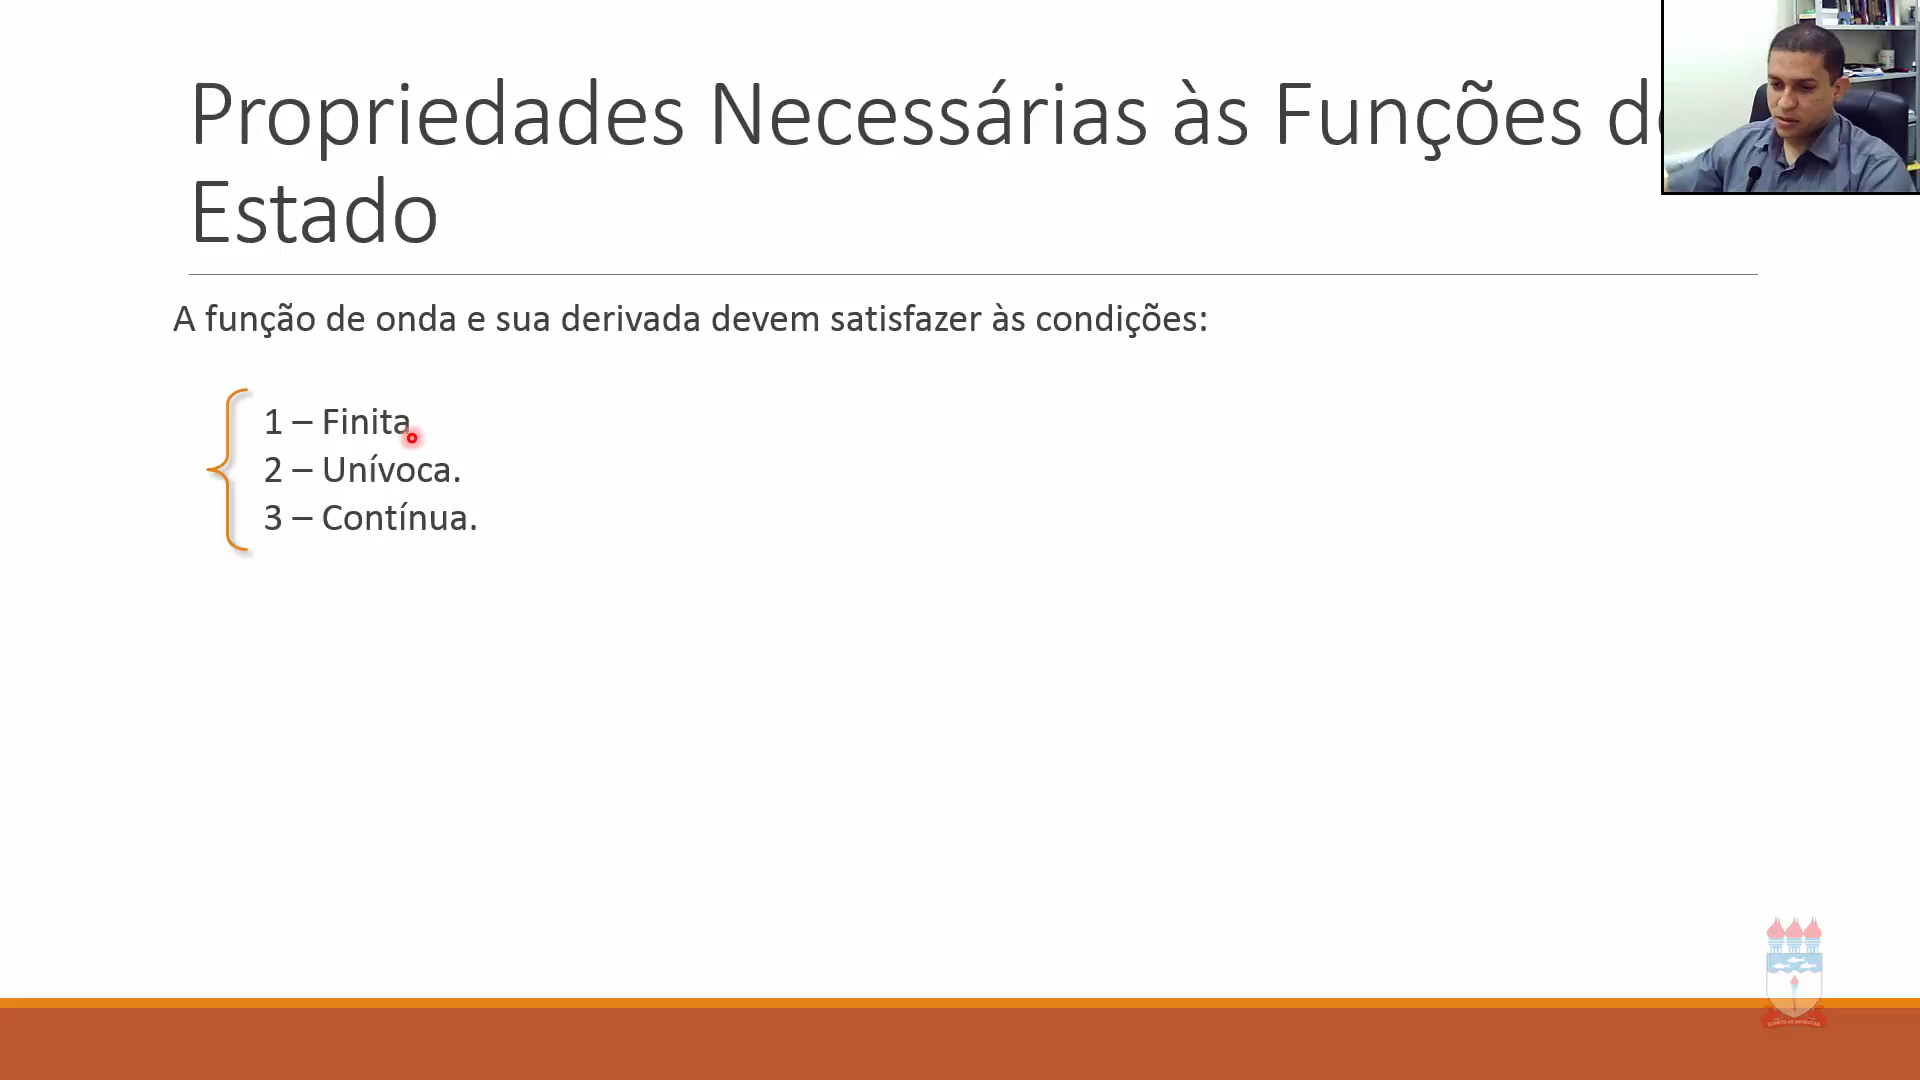 Propriedades Necessárias às Funções d
Estado
A função de onda e sua derivada devem satisfazer às condições:
1 – Finita
2 – Unívoca.
3 – Contínua.